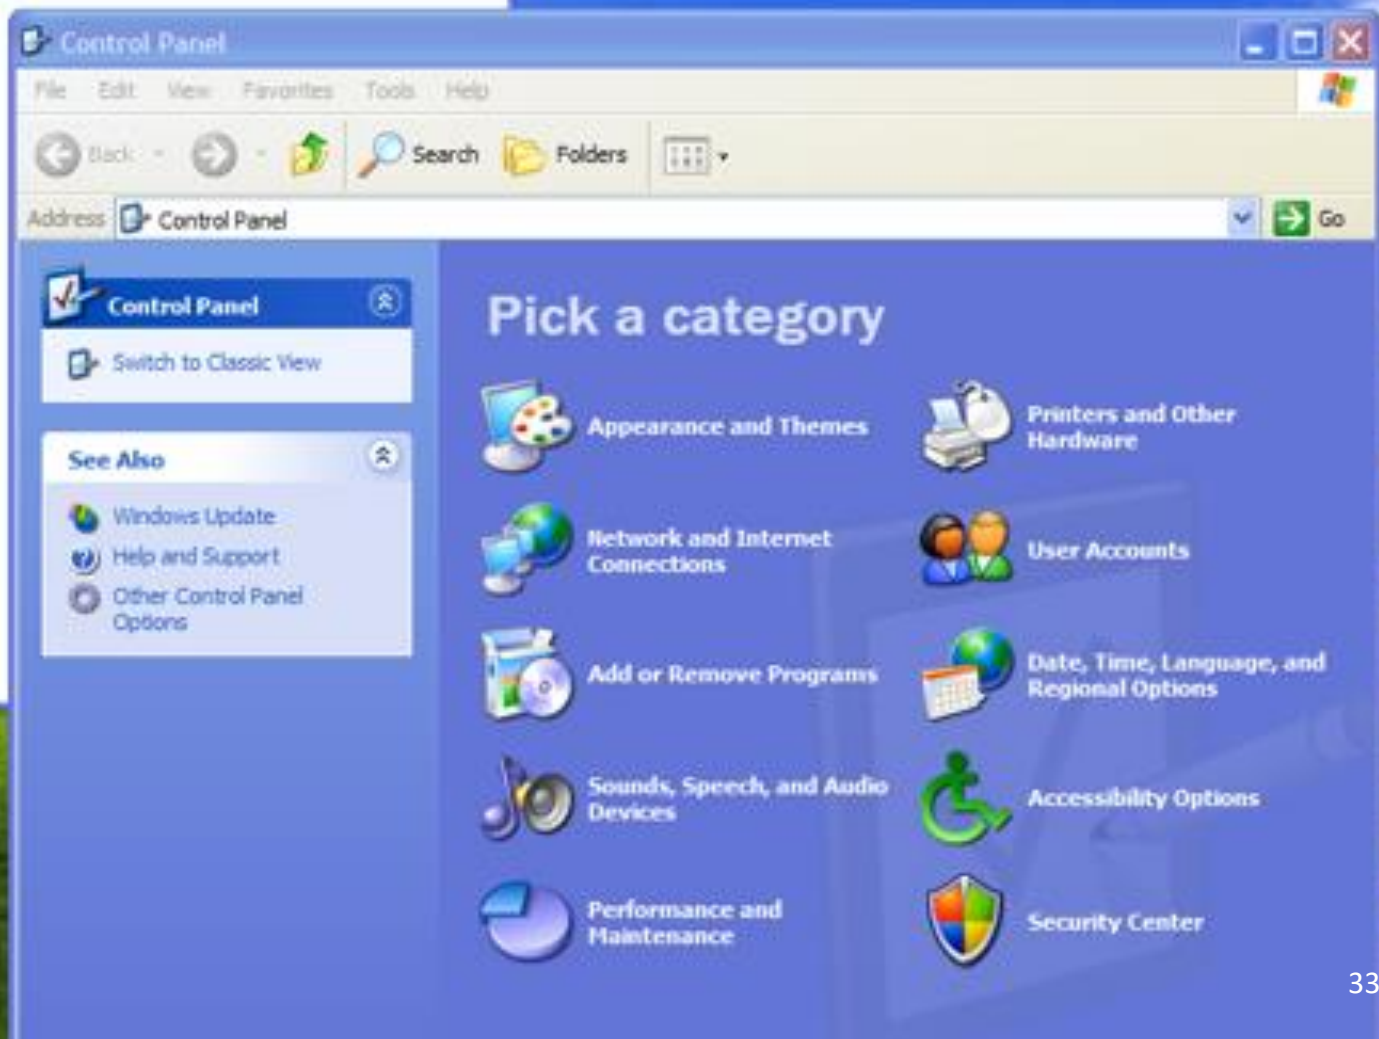 Control Panel
File Edit View Favorites Tools Help
Back Search Folders
Address Control Panel Go
Control Panel
Switch to Classic View
See Also
Windows Update
Help and Support
Other Control Panel
Options
Pick a category
Appearance and Themes
Printers and Other
Hardware
Network and Internet
Connections
User Accounts
Add or Remove Programs
Date, Time, Language, and
Regional Options
Sounds, Speech, and Audio
Devices
Accessibility Options
Performance and
Maintenance
Security Center
33